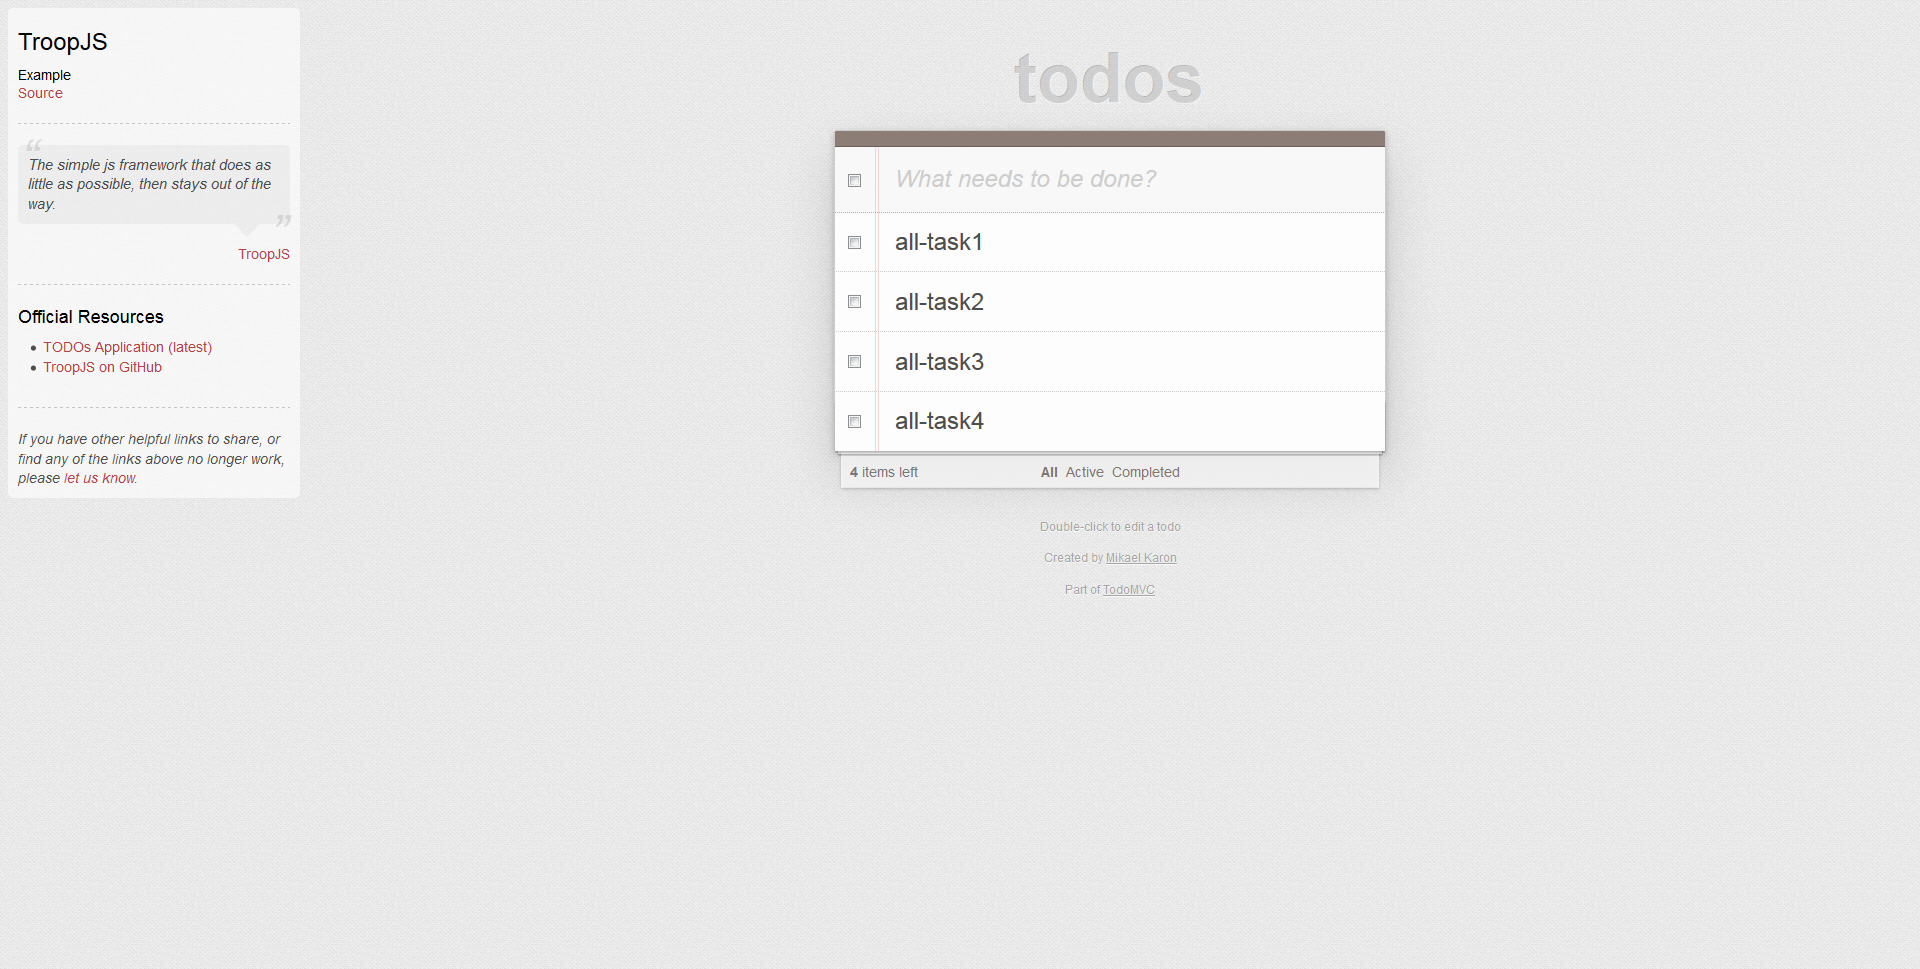 TroopJS
Example
Source
“
The simple js framework that does as
little as possible, then stays out of the
way.
”
TroopJS
Official Resources
TODOs Application (latest)
TroopJS on GitHub
If you have other helpful links to share, or
find any of the links above no longer work,
please let us know.
todos
What needs to be done?
all-task1
all-task2
all-task3
all-task4
4 items left All Active Completed
Double-click to edit a todo
Created by Mikael Karon
Part of TodoMVC